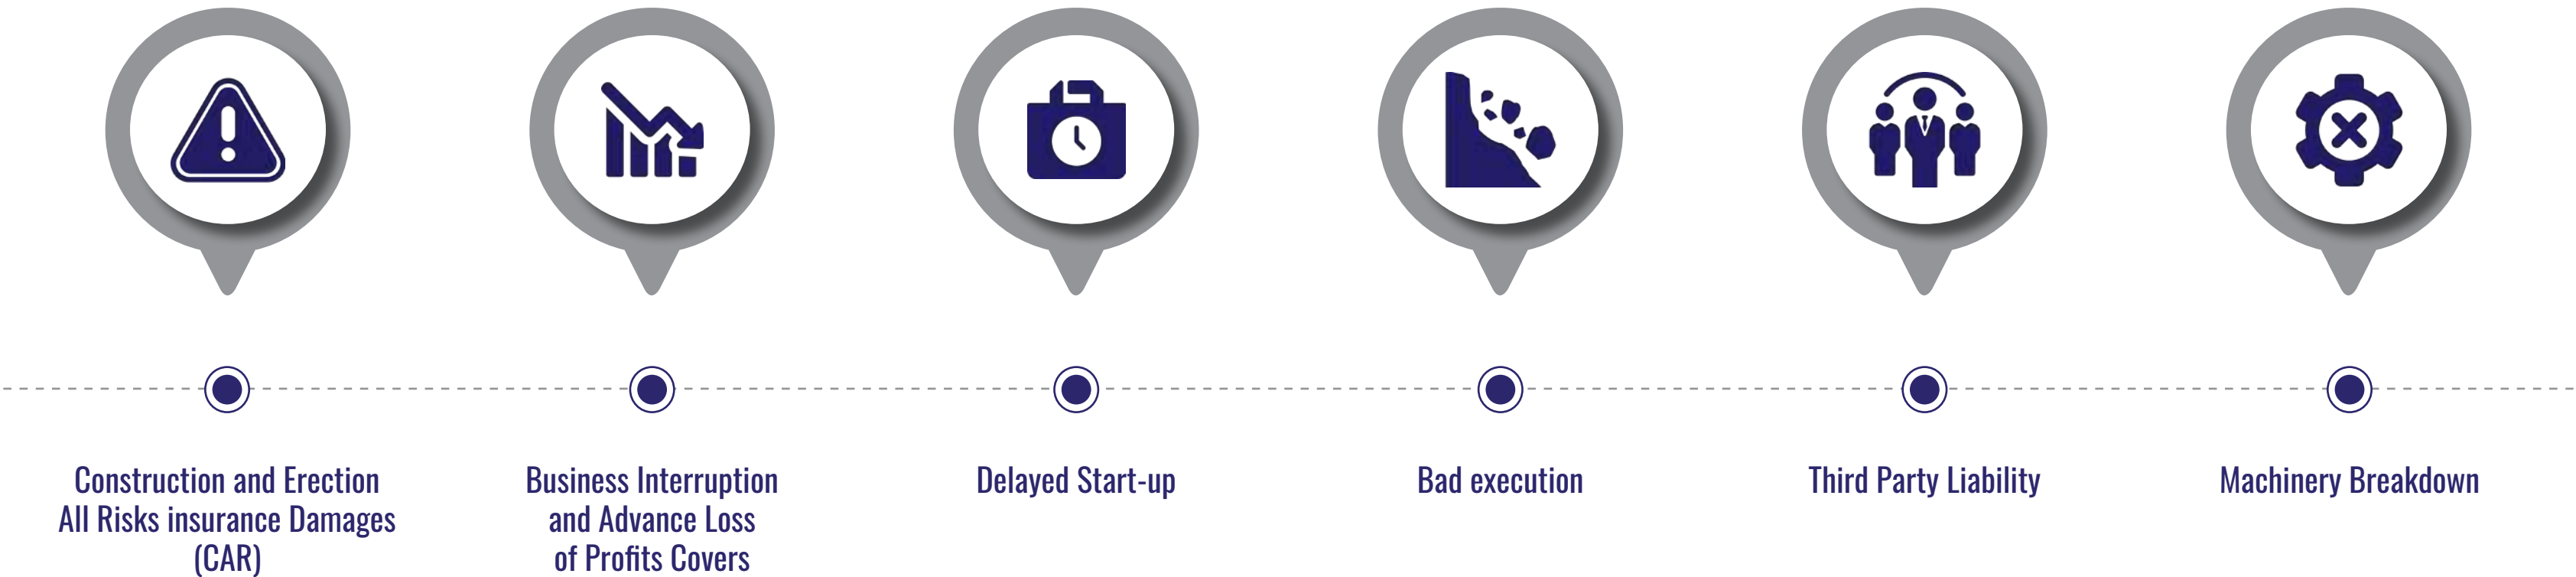 Construction and Erection
All Risks insurance Damages
(CAR)
Business Interruption
and Advance Loss
of Profits Covers
Delayed Start-up
Bad execution
Third Party Liability
Machinery Breakdown